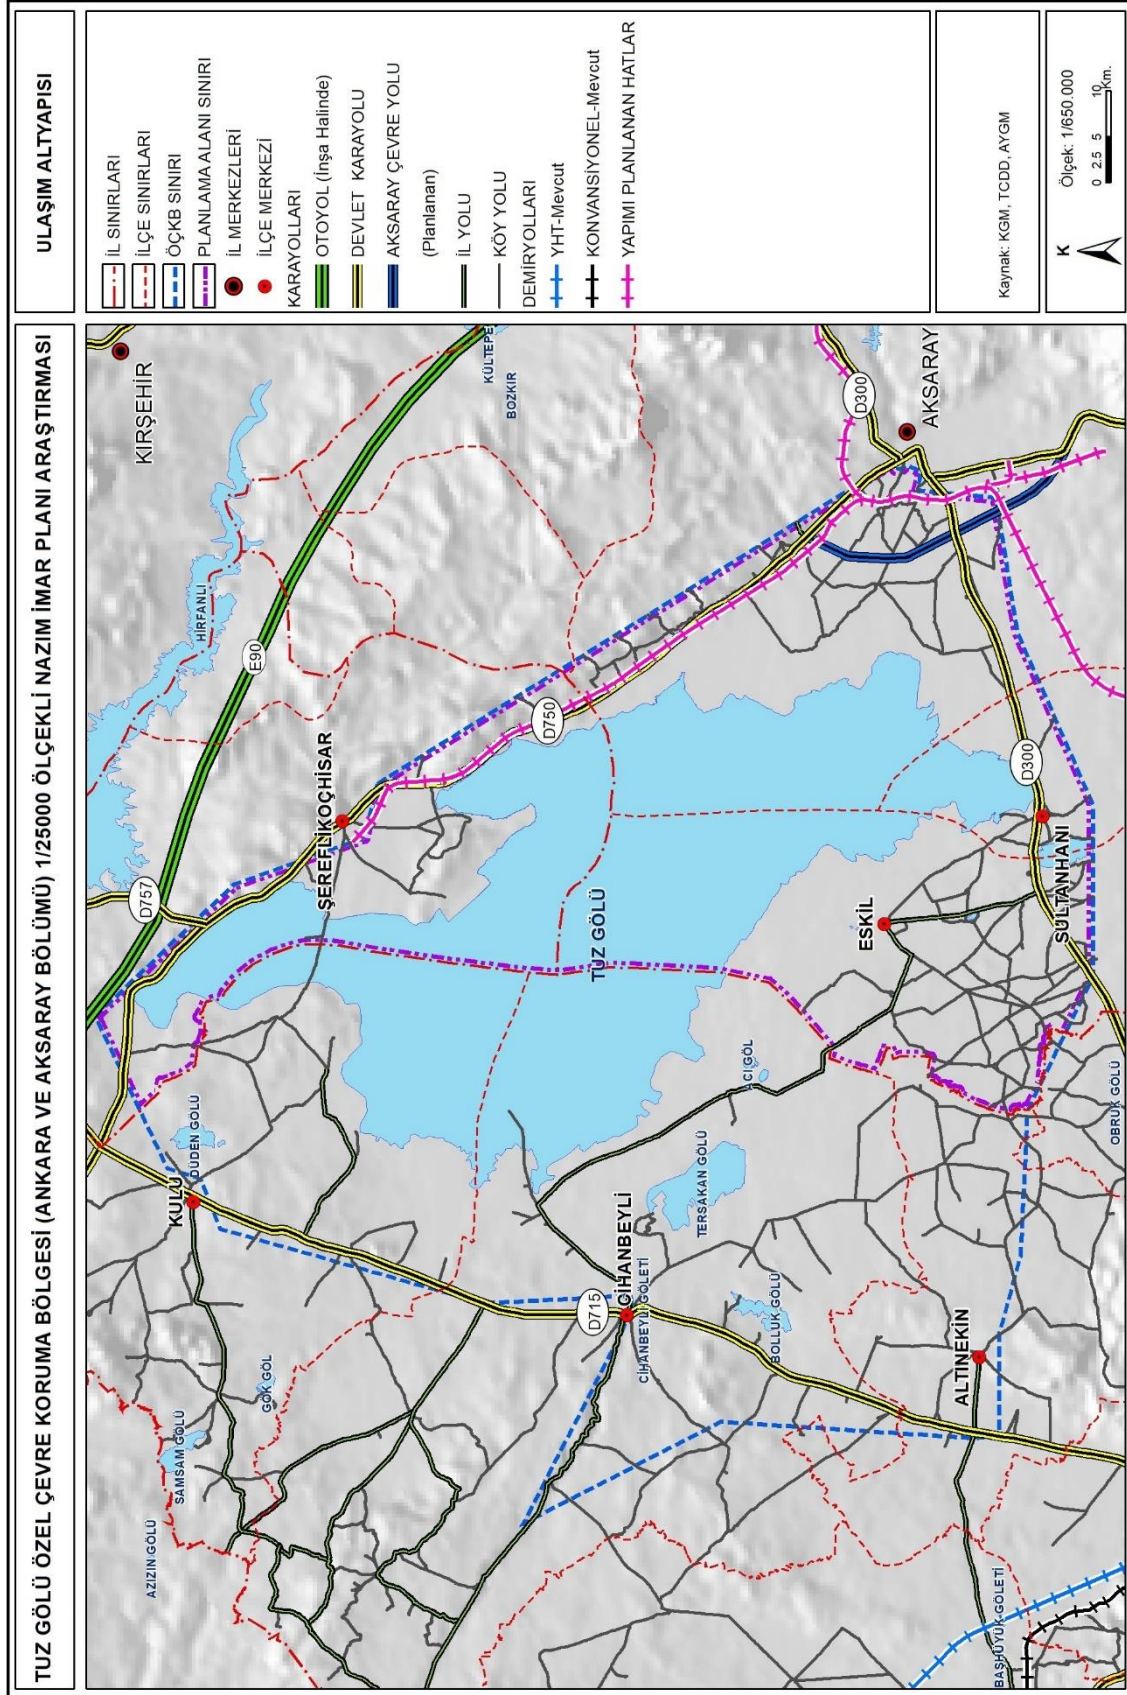 TUZ GÖLÜ ÖZEL ÇEVRE KORUMA BÖLGESİ (ANKARA VE AKSARAY BÖLÜMÜ) 1/25000 ÖLÇEKLİ NAZIM İMAR PLANI ARAŞTIRMASI
ULAŞIM ALTYAPISI
İL SINIRLARI
İLÇE SINIRLARI
ÖÇKB SINIRI
PLANLAMA ALANI SINIRI
İL MERKEZLERİ
İLÇE MERKEZİ
KARAYOLLARI
OTOYOL (İnşa Halinde)
DEVLET KARAYOLU
AKSARAY ÇEVRE YOLU
(Planlanan)
İL YOLU
KÖY YOLU
DEMİRYOLLARI
YHT-Mevcut
KONVANSİYONEL-Mevcut
YAPIMI PLANLANAN HATLAR
Kaynak: KGM, TCDD, AYGM
K
Ölçek: 1/650.000
0 2.5 5 10 Km.
KIRŞEHİR
HİRFANLI
E90
KÜLTEPE
BOZKIR
D757
ŞEREFLİKOÇHİSAR
D750
D300
AKSARAY
KULU
DÜDEN GÖLÜ
TUZ GÖLÜ
AZIZIN GÖLÜ
SAMSAM GÖLÜ
GÖK GÖL
D715
CİHANBEYLİ
CİHANBEYLİ GÖLETİ
TERSAKAN GÖLÜ
ACI GÖL
BOLLUK GÖLÜ
ESKİL
D300
SULTANHANI
ALTINEKİN
OBRUK GÖLÜ
BAŞHÜYÜK GÖLETİ